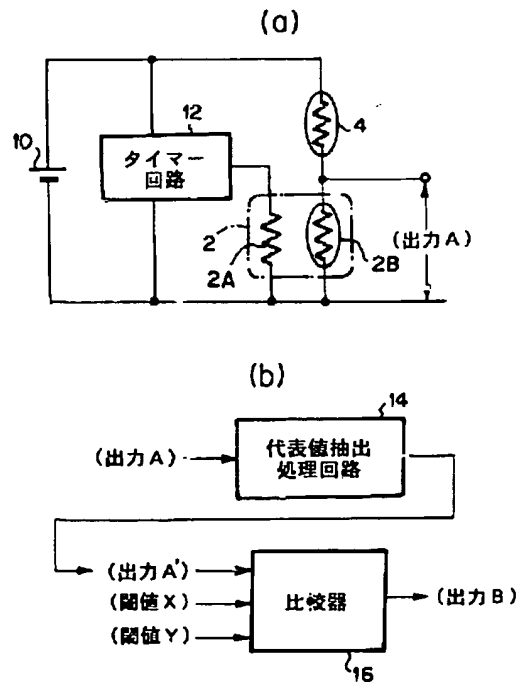 (a)
12
10
タイマー
回路
4
2
2A
2B
(出力A)
(b)
14
(出力A)
代表値抽出
処理回路
(出力A')
(閾値X)
(閾値Y)
比較器
(出力B)
16